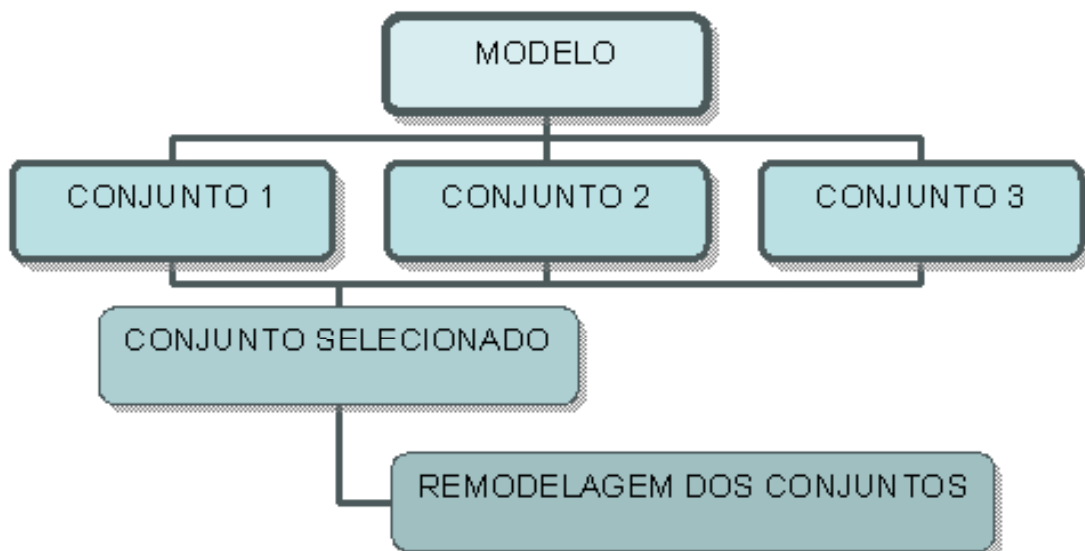 MODELO
CONJUNTO 1
CONJUNTO 2
CONJUNTO 3
CONJUNTO SELECIONADO
REMODELAGEM DOS CONJUNTOS